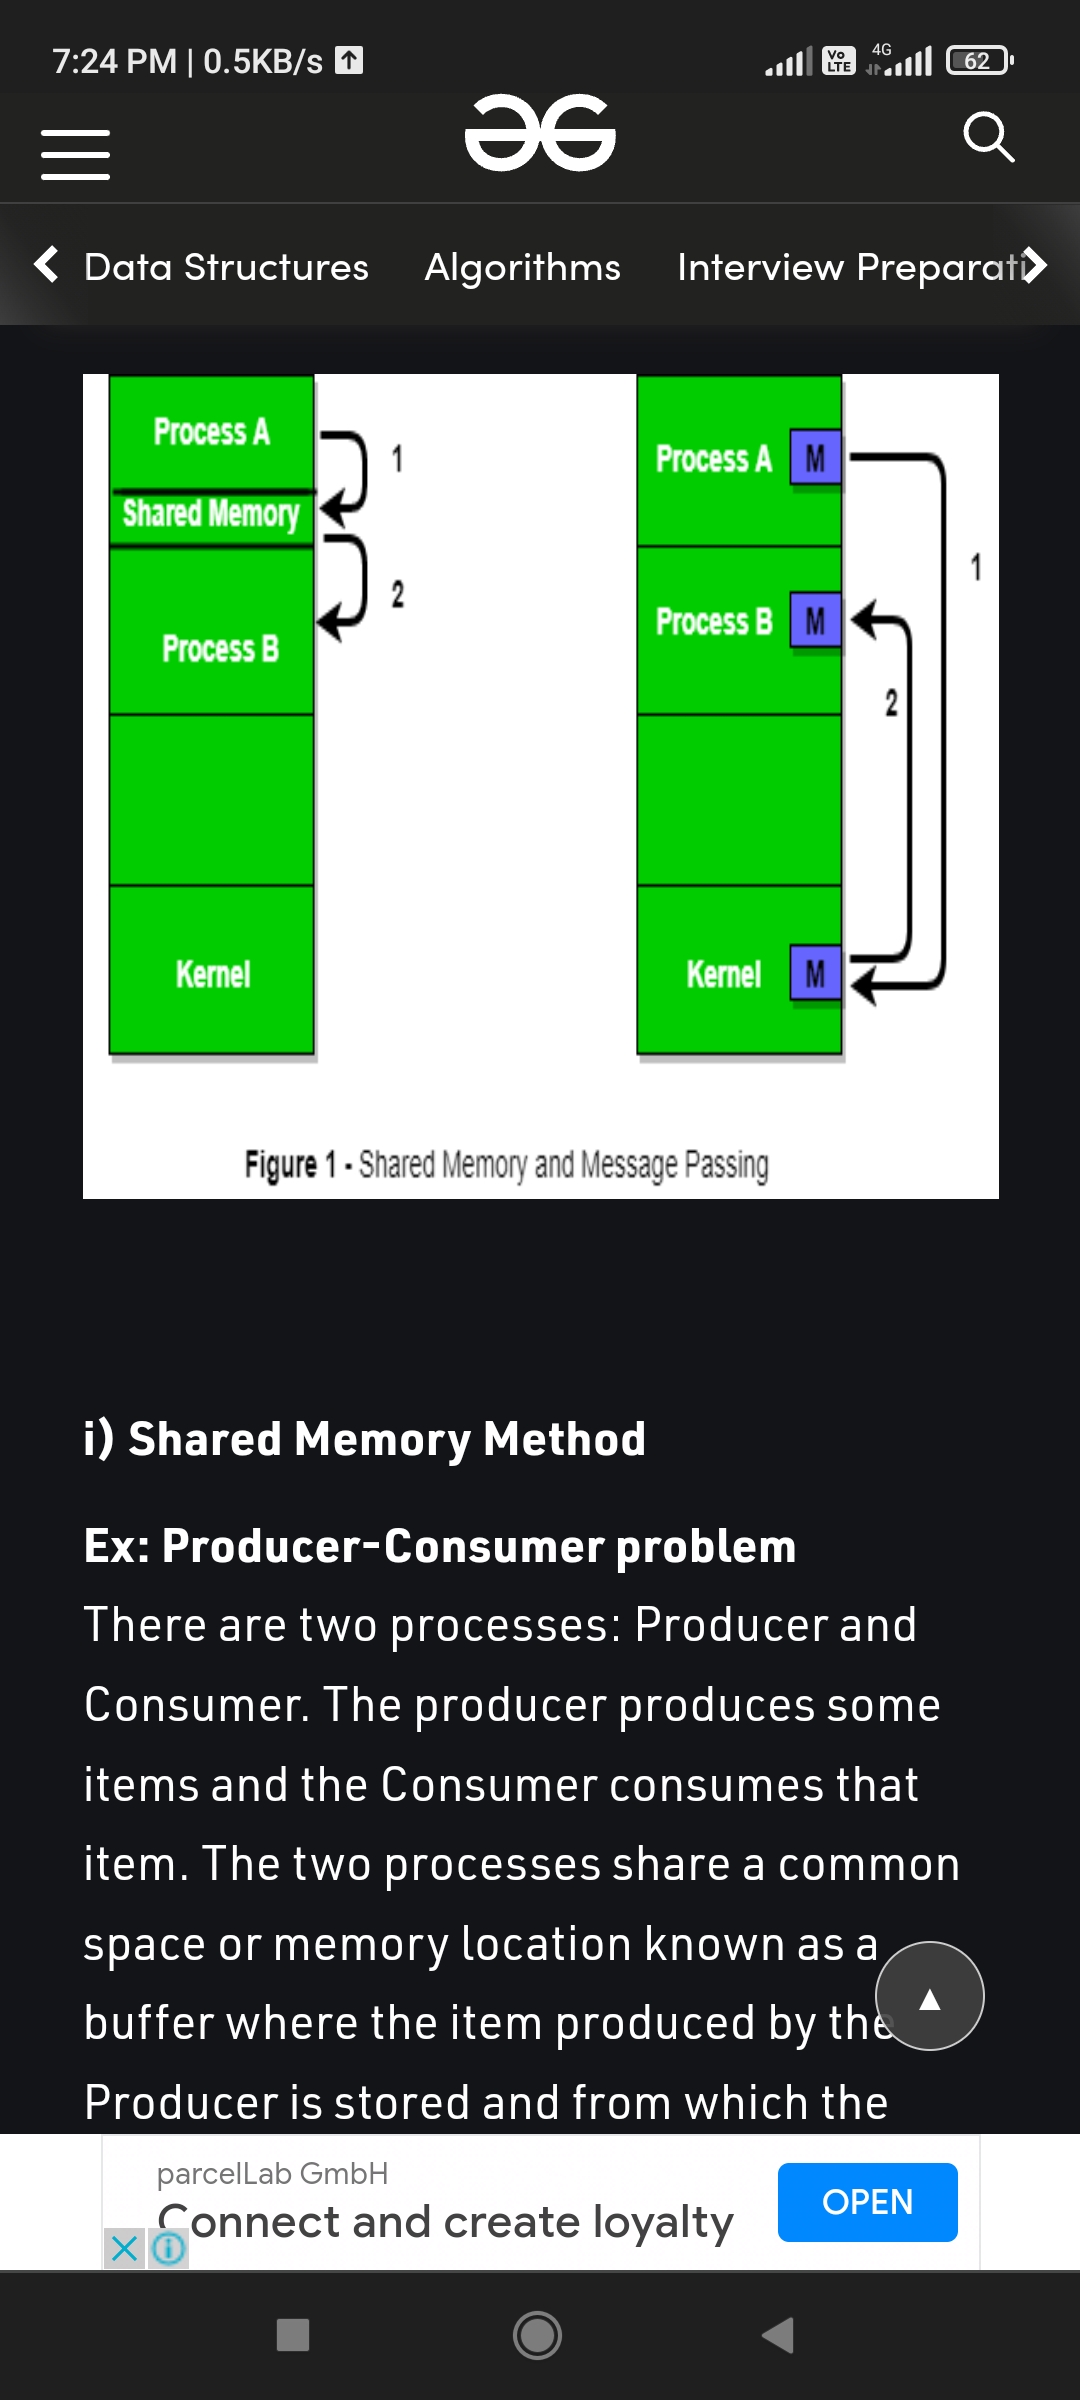 7:24 PM | 0.5KB/s
Vo LTE 4G 62
Data Structures Algorithms Interview Preparati
Process A
1
Shared Memory
2
Process B
Kernel
Process A M
1
Process B M
2
Kernel M
Figure 1 - Shared Memory and Message Passing
i) Shared Memory Method
Ex: Producer-Consumer problem
There are two processes: Producer and
Consumer. The producer produces some
items and the Consumer consumes that
item. The two processes share a common
space or memory location known as a
buffer where the item produced by the
Producer is stored and from which the
parcelLab GmbH
Connect and create loyalty
OPEN